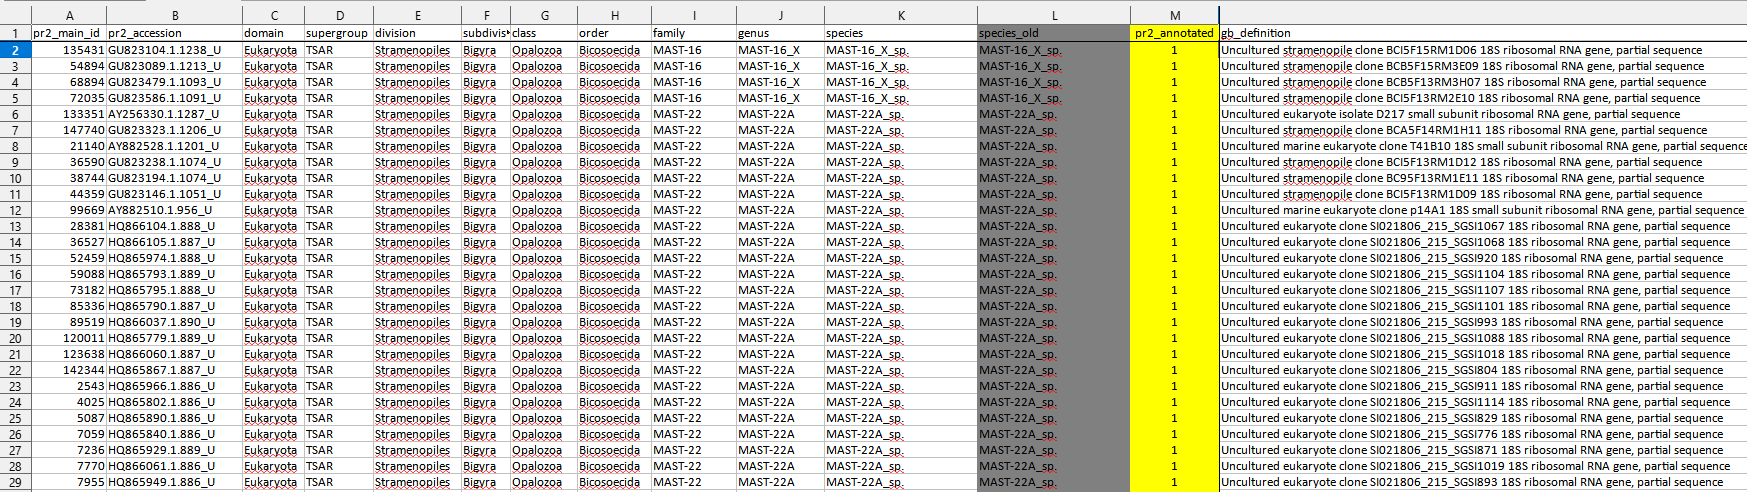 A B C D E F G H I J K L M
1 pr2_main_id pr2_accession domain supergroup division subdivis class order family genus species species_old pr2_annotated gb_definition
2 135431 GU823104.1.1238_U Eukaryota TSAR Stramenopiles Bigyra Opalozoa Bicosoecida MAST-16 MAST-16_X MAST-16_X_sp. MAST-16_X_sp. 1 Uncultured stramenopile clone BCI5F15RM1D06 18S ribosomal RNA gene, partial sequence
3 54894 GU823089.1.1213_U Eukaryota TSAR Stramenopiles Bigyra Opalozoa Bicosoecida MAST-16 MAST-16_X MAST-16_X_sp. MAST-16_X_sp. 1 Uncultured stramenopile clone BCB5F15RM3E09 18S ribosomal RNA gene, partial sequence
4 68894 GU823479.1.1093_U Eukaryota TSAR Stramenopiles Bigyra Opalozoa Bicosoecida MAST-16 MAST-16_X MAST-16_X_sp. MAST-16_X_sp. 1 Uncultured stramenopile clone BCB5F13RM3H07 18S ribosomal RNA gene, partial sequence
5 72035 GU823586.1.1091_U Eukaryota TSAR Stramenopiles Bigyra Opalozoa Bicosoecida MAST-16 MAST-16_X MAST-16_X_sp. MAST-16_X_sp. 1 Uncultured stramenopile clone BCI5F13RM2E10 18S ribosomal RNA gene, partial sequence
6 133351 AY256330.1.1287_U Eukaryota TSAR Stramenopiles Bigyra Opalozoa Bicosoecida MAST-22 MAST-22A MAST-22A_sp. MAST-22A_sp. 1 Uncultured eukaryote isolate D217 small subunit ribosomal RNA gene, partial sequence
7 147740 GU823323.1.1206_U Eukaryota TSAR Stramenopiles Bigyra Opalozoa Bicosoecida MAST-22 MAST-22A MAST-22A_sp. MAST-22A_sp. 1 Uncultured stramenopile clone BCA5F14RM1H11 18S ribosomal RNA gene, partial sequence
8 21140 AY882528.1.1201_U Eukaryota TSAR Stramenopiles Bigyra Opalozoa Bicosoecida MAST-22 MAST-22A MAST-22A_sp. MAST-22A_sp. 1 Uncultured marine eukaryote clone T41B10 18S small subunit ribosomal RNA gene, partial sequence
9 36590 GU823238.1.1074_U Eukaryota TSAR Stramenopiles Bigyra Opalozoa Bicosoecida MAST-22 MAST-22A MAST-22A_sp. MAST-22A_sp. 1 Uncultured stramenopile clone BCI5F13RM1D12 18S ribosomal RNA gene, partial sequence
10 38744 GU823194.1.1074_U Eukaryota TSAR Stramenopiles Bigyra Opalozoa Bicosoecida MAST-22 MAST-22A MAST-22A_sp. MAST-22A_sp. 1 Uncultured stramenopile clone BC95F13RM1E11 18S ribosomal RNA gene, partial sequence
11 44359 GU823146.1.1051_U Eukaryota TSAR Stramenopiles Bigyra Opalozoa Bicosoecida MAST-22 MAST-22A MAST-22A_sp. MAST-22A_sp. 1 Uncultured stramenopile clone BCI5F13RM1D09 18S ribosomal RNA gene, partial sequence
12 99669 AY882510.1.956_U Eukaryota TSAR Stramenopiles Bigyra Opalozoa Bicosoecida MAST-22 MAST-22A MAST-22A_sp. MAST-22A_sp. 1 Uncultured marine eukaryote clone p14A1 18S small subunit ribosomal RNA gene, partial sequence
13 28381 HQ866104.1.888_U Eukaryota TSAR Stramenopiles Bigyra Opalozoa Bicosoecida MAST-22 MAST-22A MAST-22A_sp. MAST-22A_sp. 1 Uncultured eukaryote clone SI021806_215_SGSI1067 18S ribosomal RNA gene, partial sequence
14 36527 HQ866105.1.887_U Eukaryota TSAR Stramenopiles Bigyra Opalozoa Bicosoecida MAST-22 MAST-22A MAST-22A_sp. MAST-22A_sp. 1 Uncultured eukaryote clone SI021806_215_SGSI1068 18S ribosomal RNA gene, partial sequence
15 52459 HQ865974.1.888_U Eukaryota TSAR Stramenopiles Bigyra Opalozoa Bicosoecida MAST-22 MAST-22A MAST-22A_sp. MAST-22A_sp. 1 Uncultured eukaryote clone SI021806_215_SGSI920 18S ribosomal RNA gene, partial sequence
16 59088 HQ865793.1.889_U Eukaryota TSAR Stramenopiles Bigyra Opalozoa Bicosoecida MAST-22 MAST-22A MAST-22A_sp. MAST-22A_sp. 1 Uncultured eukaryote clone SI021806_215_SGSI1104 18S ribosomal RNA gene, partial sequence
17 73182 HQ865795.1.888_U Eukaryota TSAR Stramenopiles Bigyra Opalozoa Bicosoecida MAST-22 MAST-22A MAST-22A_sp. MAST-22A_sp. 1 Uncultured eukaryote clone SI021806_215_SGSI1107 18S ribosomal RNA gene, partial sequence
18 85336 HQ865790.1.887_U Eukaryota TSAR Stramenopiles Bigyra Opalozoa Bicosoecida MAST-22 MAST-22A MAST-22A_sp. MAST-22A_sp. 1 Uncultured eukaryote clone SI021806_215_SGSI1101 18S ribosomal RNA gene, partial sequence
19 89519 HQ866037.1.890_U Eukaryota TSAR Stramenopiles Bigyra Opalozoa Bicosoecida MAST-22 MAST-22A MAST-22A_sp. MAST-22A_sp. 1 Uncultured eukaryote clone SI021806_215_SGSI993 18S ribosomal RNA gene, partial sequence
20 120011 HQ865779.1.889_U Eukaryota TSAR Stramenopiles Bigyra Opalozoa Bicosoecida MAST-22 MAST-22A MAST-22A_sp. MAST-22A_sp. 1 Uncultured eukaryote clone SI021806_215_SGSI1088 18S ribosomal RNA gene, partial sequence
21 123638 HQ866060.1.887_U Eukaryota TSAR Stramenopiles Bigyra Opalozoa Bicosoecida MAST-22 MAST-22A MAST-22A_sp. MAST-22A_sp. 1 Uncultured eukaryote clone SI021806_215_SGSI1018 18S ribosomal RNA gene, partial sequence
22 142344 HQ865867.1.887_U Eukaryota TSAR Stramenopiles Bigyra Opalozoa Bicosoecida MAST-22 MAST-22A MAST-22A_sp. MAST-22A_sp. 1 Uncultured eukaryote clone SI021806_215_SGSI804 18S ribosomal RNA gene, partial sequence
23 2543 HQ865966.1.886_U Eukaryota TSAR Stramenopiles Bigyra Opalozoa Bicosoecida MAST-22 MAST-22A MAST-22A_sp. MAST-22A_sp. 1 Uncultured eukaryote clone SI021806_215_SGSI911 18S ribosomal RNA gene, partial sequence
24 4025 HQ865802.1.886_U Eukaryota TSAR Stramenopiles Bigyra Opalozoa Bicosoecida MAST-22 MAST-22A MAST-22A_sp. MAST-22A_sp. 1 Uncultured eukaryote clone SI021806_215_SGSI1114 18S ribosomal RNA gene, partial sequence
25 5087 HQ865890.1.886_U Eukaryota TSAR Stramenopiles Bigyra Opalozoa Bicosoecida MAST-22 MAST-22A MAST-22A_sp. MAST-22A_sp. 1 Uncultured eukaryote clone SI021806_215_SGSI829 18S ribosomal RNA gene, partial sequence
26 7059 HQ865840.1.886_U Eukaryota TSAR Stramenopiles Bigyra Opalozoa Bicosoecida MAST-22 MAST-22A MAST-22A_sp. MAST-22A_sp. 1 Uncultured eukaryote clone SI021806_215_SGSI776 18S ribosomal RNA gene, partial sequence
27 7236 HQ865929.1.889_U Eukaryota TSAR Stramenopiles Bigyra Opalozoa Bicosoecida MAST-22 MAST-22A MAST-22A_sp. MAST-22A_sp. 1 Uncultured eukaryote clone SI021806_215_SGSI871 18S ribosomal RNA gene, partial sequence
28 7770 HQ866061.1.886_U Eukaryota TSAR Stramenopiles Bigyra Opalozoa Bicosoecida MAST-22 MAST-22A MAST-22A_sp. MAST-22A_sp. 1 Uncultured eukaryote clone SI021806_215_SGSI1019 18S ribosomal RNA gene, partial sequence
29 7955 HQ865949.1.886_U Eukaryota TSAR Stramenopiles Bigyra Opalozoa Bicosoecida MAST-22 MAST-22A MAST-22A_sp. MAST-22A_sp. 1 Uncultured eukaryote clone SI021806_215_SGSI893 18S ribosomal RNA gene, partial sequence